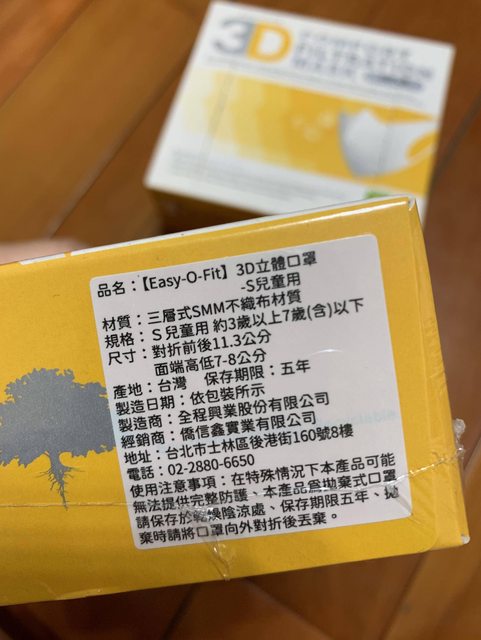 3D
品名：【Easy-O-Fit】3D立體口罩
-S兒童用
材質：三層式SMM不織布材質
規格：S兒童用 約3歲以上7歲(含)以下
尺寸：對折前後11.3公分
面端高低7-8公分
產地：台灣 保存期限：五年
製造日期：依包裝所示
製造商：全程興業股份有限公司
經銷商：僑信鑫實業有限公司
地址：台北市士林區後港街160號8樓
電話：02-2880-6650
使用注意事項：在特殊情況下本產品可能
無法提供完整防護、本產品為拋棄式口罩
請保存於乾燥陰涼處、保存期限五年、拋
棄時請將口罩向外對折後丟棄。